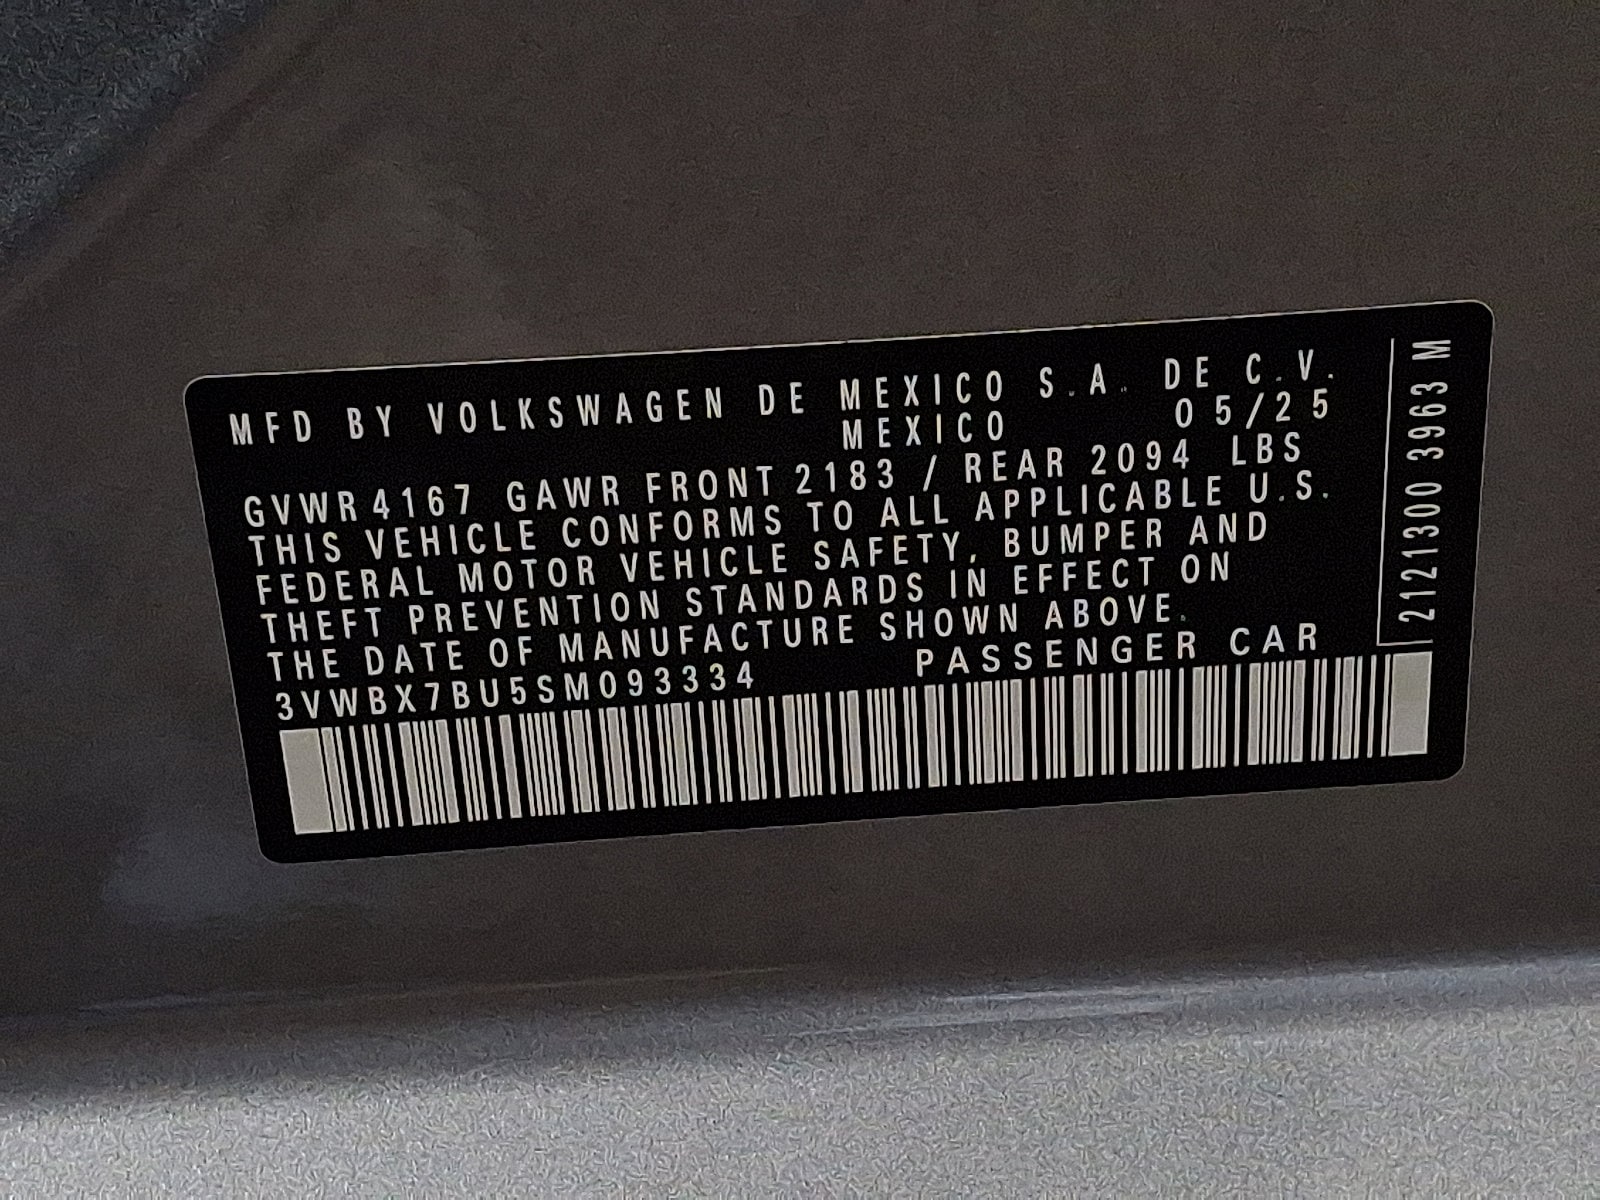 MFD BY VOLKSWAGEN DE MEXICO S.A. DE C.V.
MEXICO 05/25
GVWR 4167 GAWR FRONT 2183 / REAR 2094 LBS
THIS VEHICLE CONFORMS TO ALL APPLICABLE U.S.
FEDERAL MOTOR VEHICLE SAFETY, BUMPER AND
THEFT PREVENTION STANDARDS IN EFFECT ON
THE DATE OF MANUFACTURE SHOWN ABOVE.
3VWBX7BU5SM093334 PASSENGER CAR
2121300 3963 M